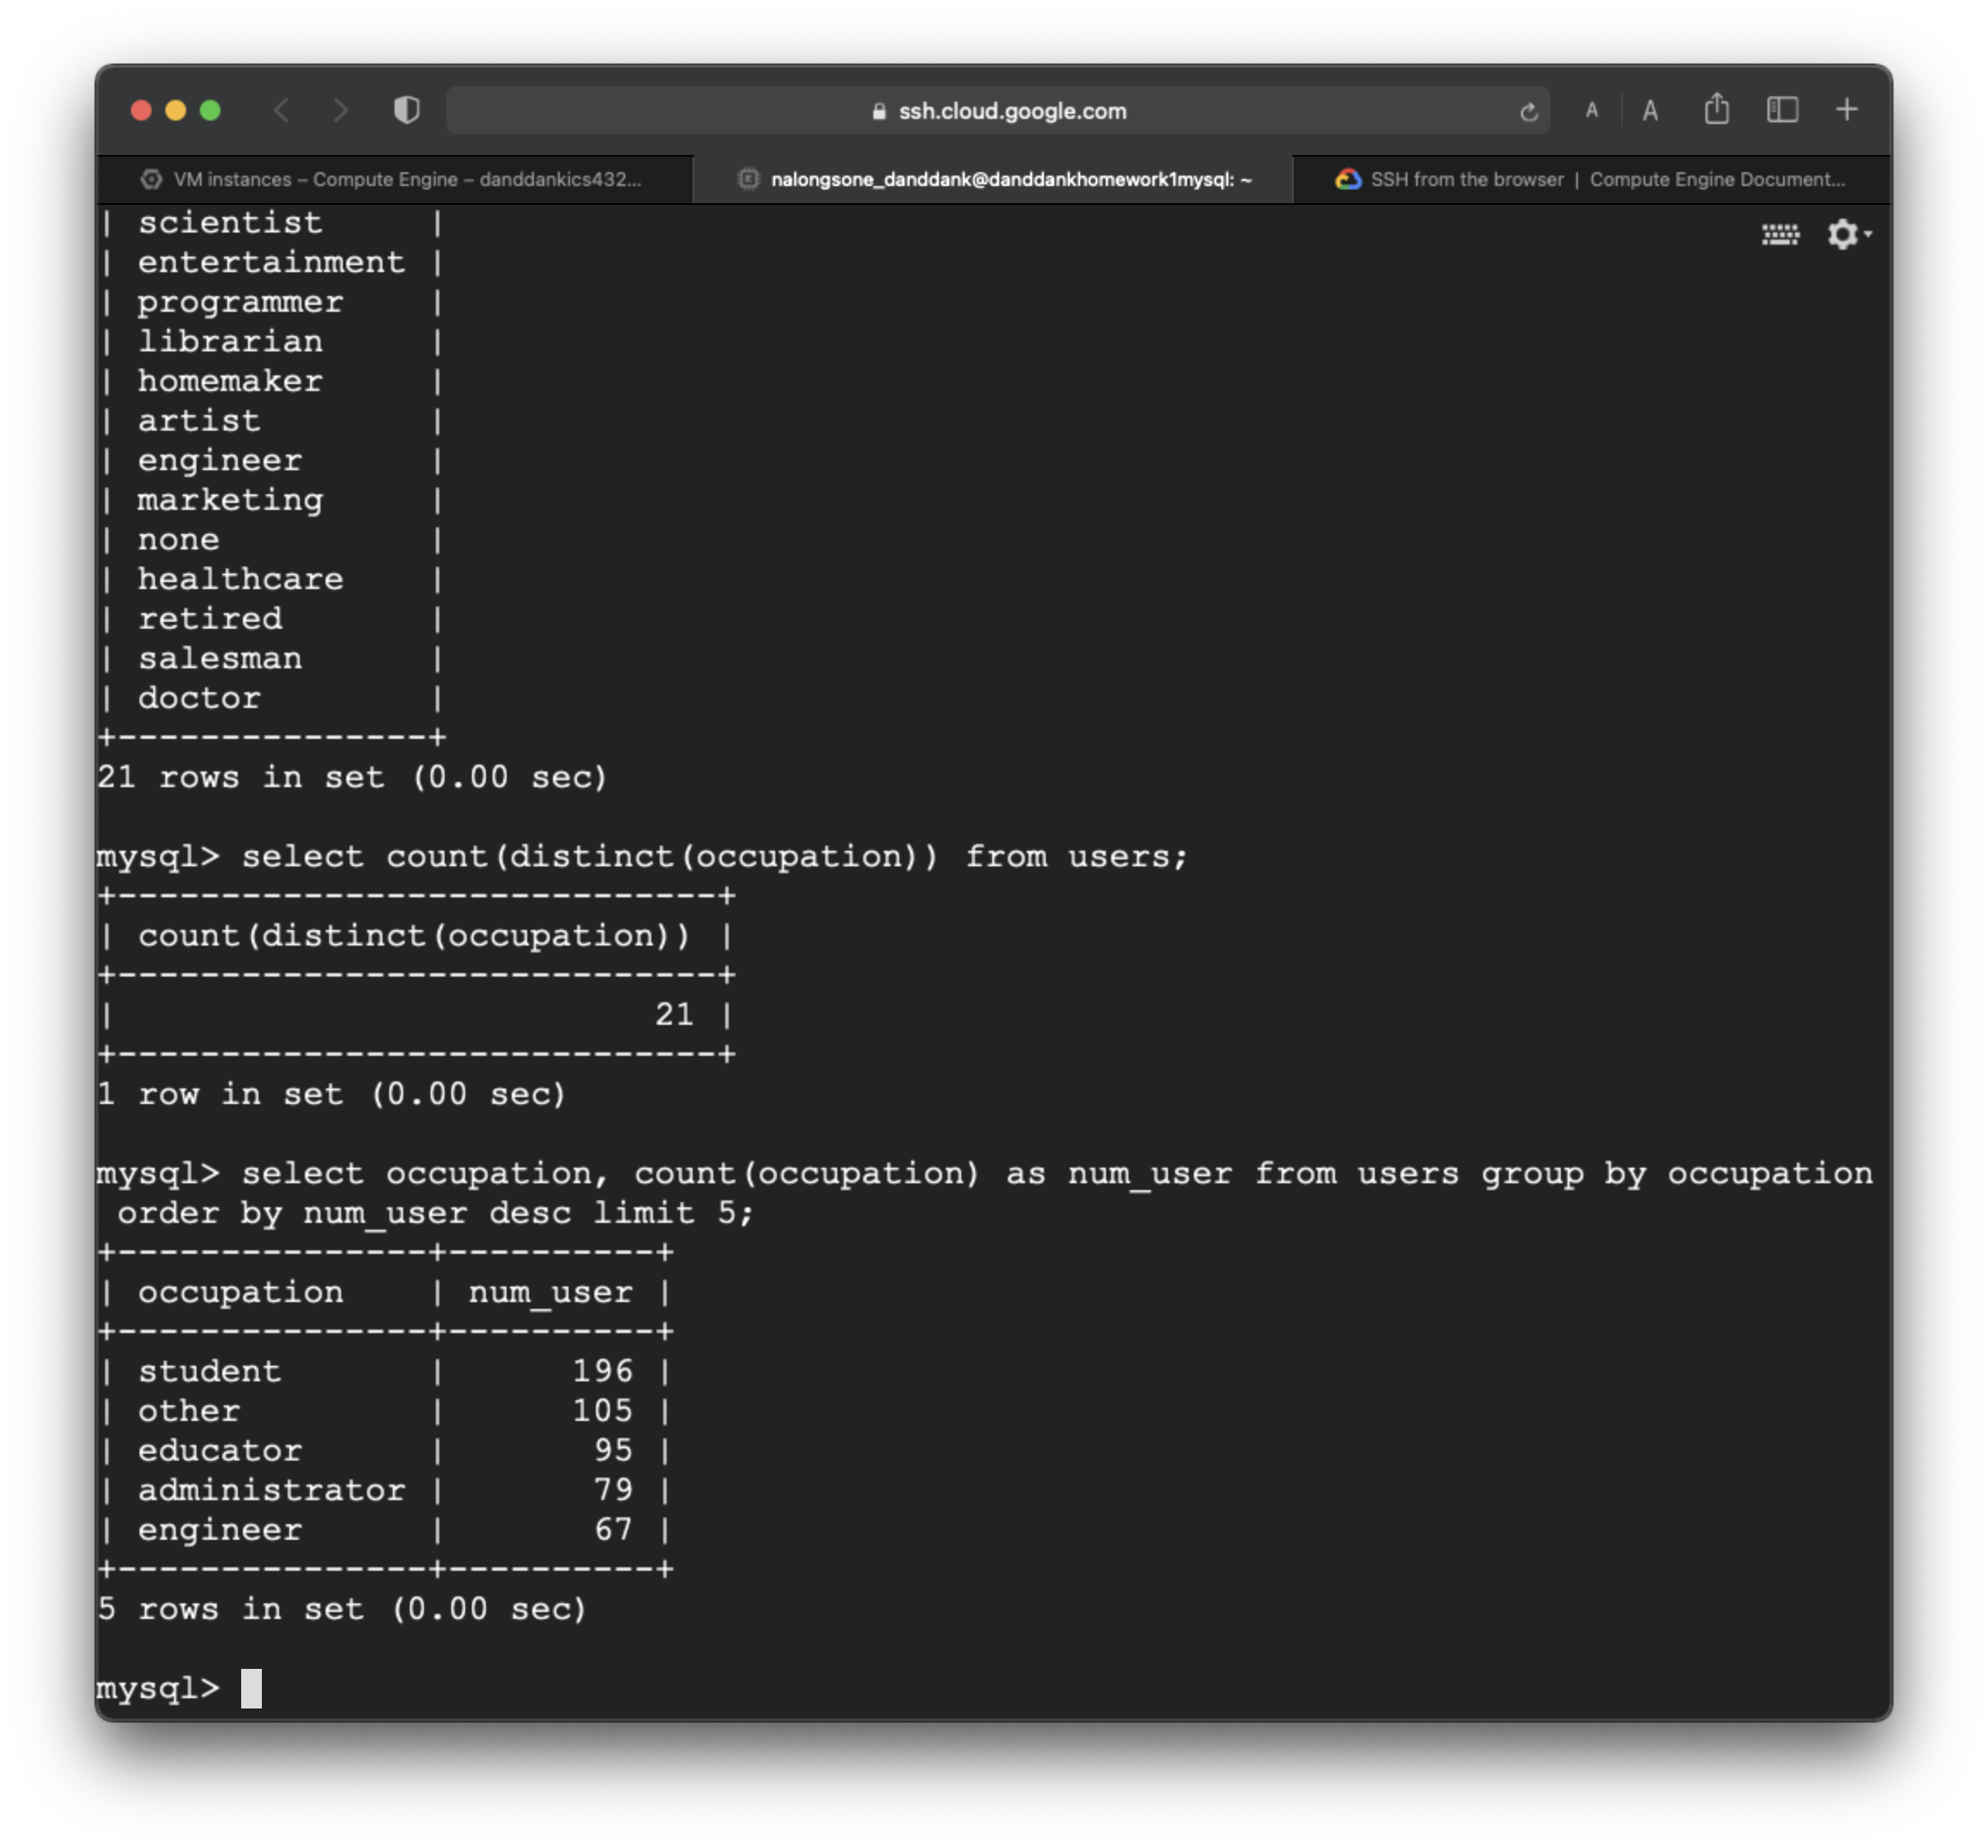 ssh.cloud.google.com
A A
VM instances – Compute Engine – danddankics432...
nalongsone_danddank@danddankhomework1mysql: ~
SSH from the browser | Compute Engine Document...
| scientist     |
| entertainment |
| programmer    |
| librarian     |
| homemaker     |
| artist        |
| engineer      |
| marketing     |
| none          |
| healthcare    |
| retired       |
| salesman      |
| doctor        |
+---------------+
21 rows in set (0.00 sec)
mysql> select count(distinct(occupation)) from users;
+-----------------------------+
| count(distinct(occupation)) |
+-----------------------------+
|                          21 |
+-----------------------------+
1 row in set (0.00 sec)
mysql> select occupation, count(occupation) as num_user from users group by occupation
 order by num_user desc limit 5;
+---------------+----------+
| occupation    | num_user |
+---------------+----------+
| student       |      196 |
| other         |      105 |
| educator      |       95 |
| administrator |       79 |
| engineer      |       67 |
+---------------+----------+
5 rows in set (0.00 sec)
mysql>